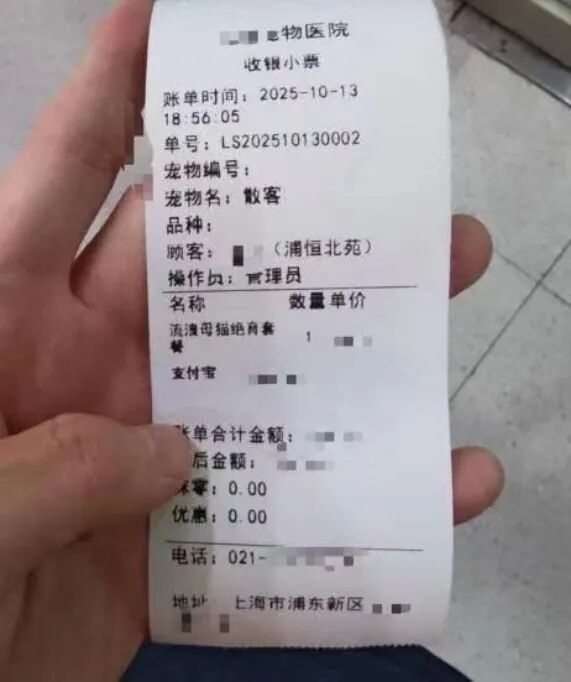 物医院
收银小票
账单时间：2025-10-13
18:56:05
单号：LS202510130002
宠物编号：
宠物名：散客
品种：
顾客： （浦恒北苑）
操作员：管理员
名称 数量单价
流浪母猫绝育套
餐 1
支付宝
账单合计金额：
后金额：
抹零：0.00
优惠：0.00
电话：021-
地址 上海市浦东新区